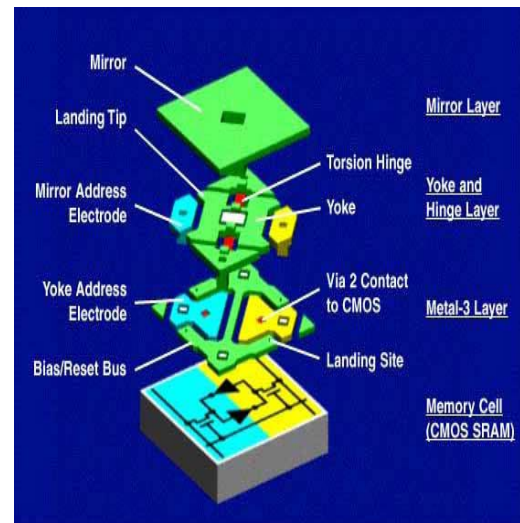 Mirror
Landing Tip
Mirror Layer
Torsion Hinge
Mirror Address
Electrode
Yoke
Yoke and
Hinge Layer
Yoke Address
Electrode
Via 2 Contact
to CMOS
Metal-3 Layer
Bias/Reset Bus
Landing Site
Memory Cell
(CMOS SRAM)